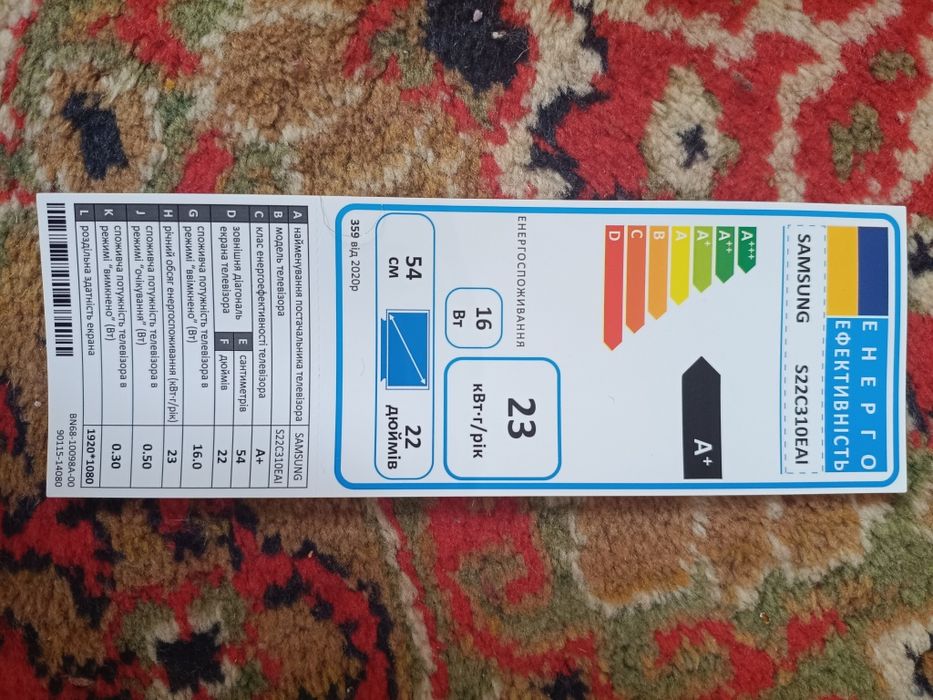 ЕНЕРГО
ЕФЕКТИВНІСТЬ
SAMSUNG S22C310EAI
A+++
A++
A+
A
B
C
D
A+
ЕНЕРГОСПОЖИВАННЯ
16
Вт
23
кВт·г/рік
54
см
22
дюймів
359 від 2020р
A найменування постачальника телевізора SAMSUNG
B модель телевізора S22C310EAI
C клас енергоефективності телевізора A+
D зовнішня діагональ екрана телевізора E сантиметрів 54
F дюймів 22
G споживча потужність телевізора в
режимі "ввімкнено" (Вт) 16.0
H річний обсяг енергоспоживання (кВт·г/рік) 23
J споживча потужність телевізора в
режимі "очікування" (Вт) 0.50
K споживча потужність телевізора в
режимі "вимкнено" (Вт) 0.30
L роздільна здатність екрана 1920*1080
BN68-10098A-00
90115-14080